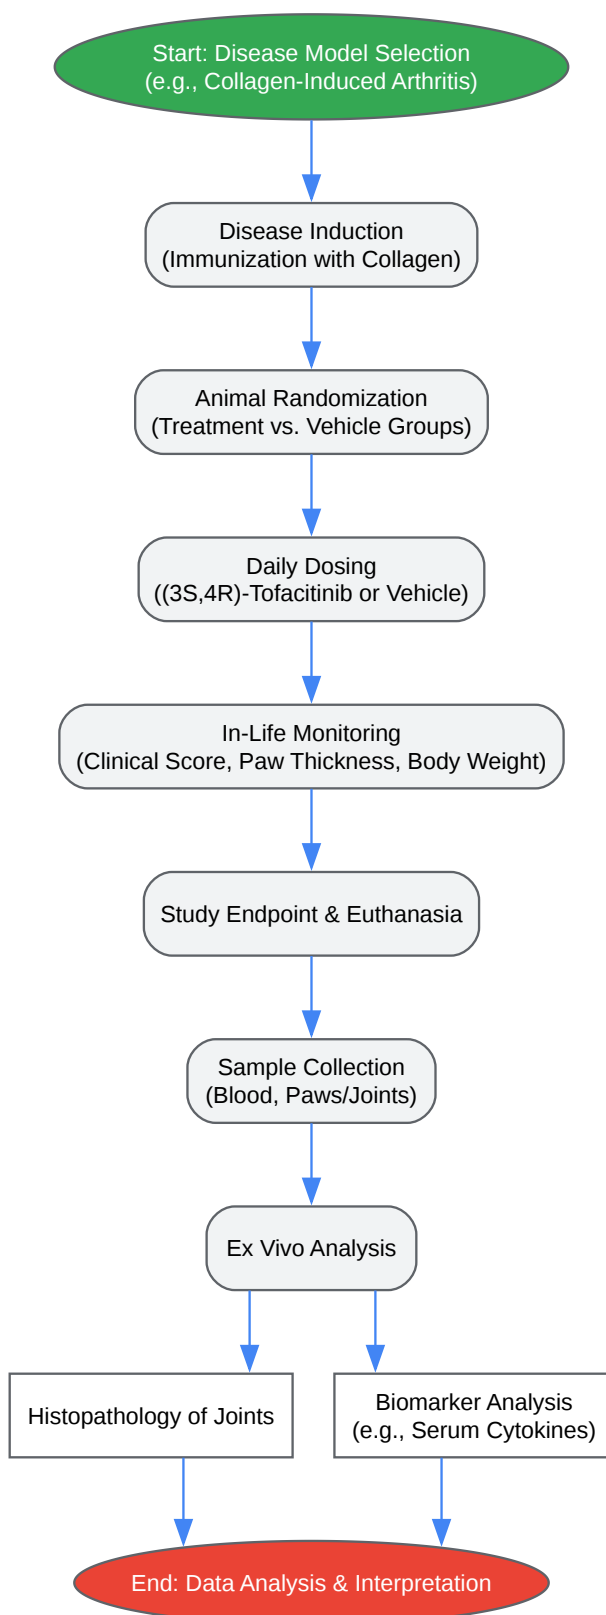 Start: Disease Model Selection
(e.g., Collagen-Induced Arthritis)
Disease Induction
(Immunization with Collagen)
Animal Randomization
(Treatment vs. Vehicle Groups)
Daily Dosing
((3S,4R)-Tofacitinib or Vehicle)
In-Life Monitoring
(Clinical Score, Paw Thickness, Body Weight)
Study Endpoint & Euthanasia
Sample Collection
(Blood, Paws/Joints)
Ex Vivo Analysis
Histopathology of Joints
Biomarker Analysis
(e.g., Serum Cytokines)
End: Data Analysis & Interpretation